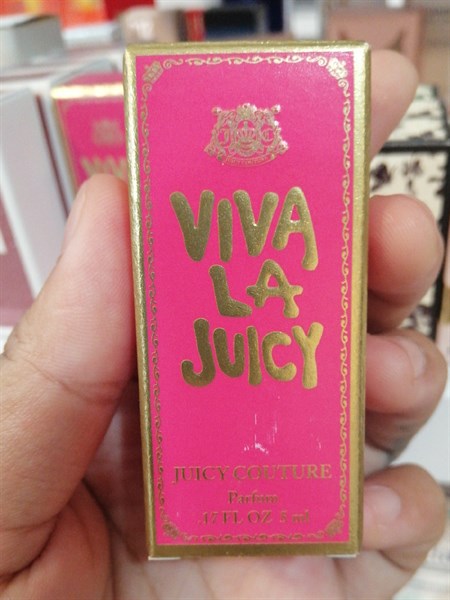 VIVA
LA
JUICY
JUICY COUTURE
Parfum
.17 FL OZ 5 ml